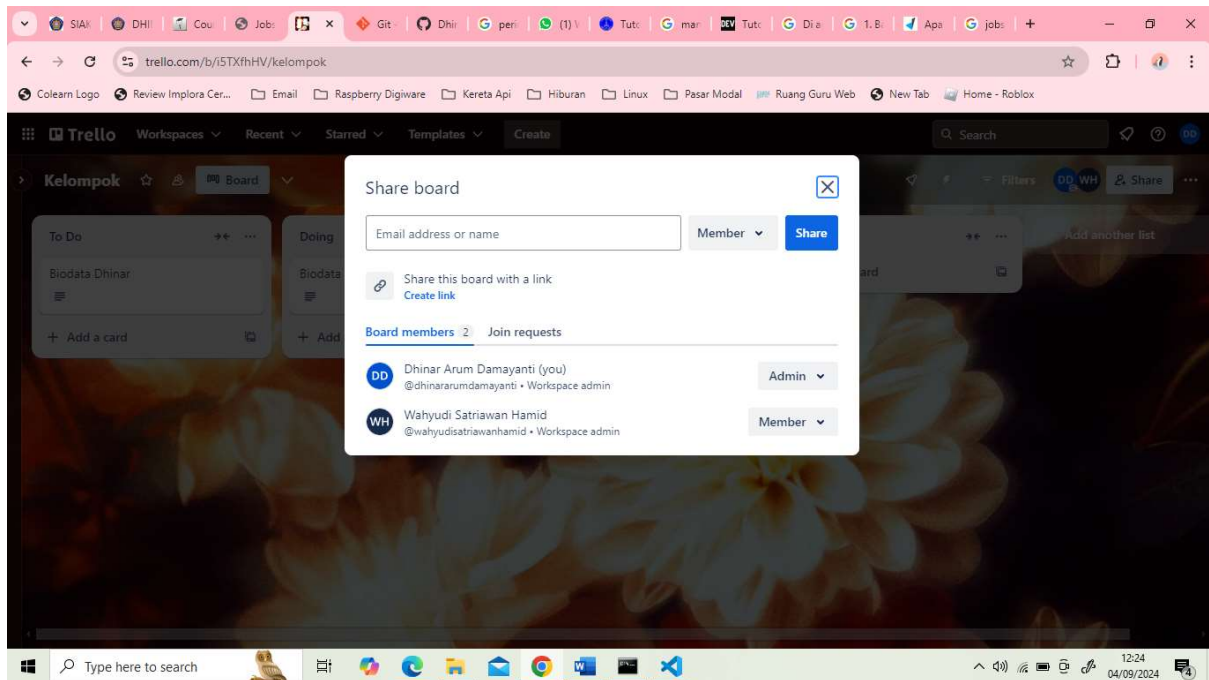 SIAK
DHII
Cou
Jobs
Git -
Dhir
peri
(1) \
Tuto
mar
DEV Tuto
Dia
1. B
Apa
jobs
trello.com/b/i5TXfhHV/kelompok
Colearn Logo Review Implora Cer... Email Raspberry Digiware Kereta Api Hiburan Linux Pasar Modal Ruang Guru Web New Tab Home - Roblox
Trello Workspaces Recent Starred Templates Create Search DD
Kelompok Board Filters DD WH Share
Share board
Email address or name Member Share
Share this board with a link
Create link
Board members 2 Join requests
DD Dhinar Arum Damayanti (you) Admin
@dhinararumdamayanti • Workspace admin
WH Wahyudi Satriawan Hamid Member
@wahyudisatriawanhamid • Workspace admin
To Do
Biodata Dhinar
+ Add a card
Doing
Biodata
+ Add
ard
Add another list
Type here to search
12:24
04/09/2024
4